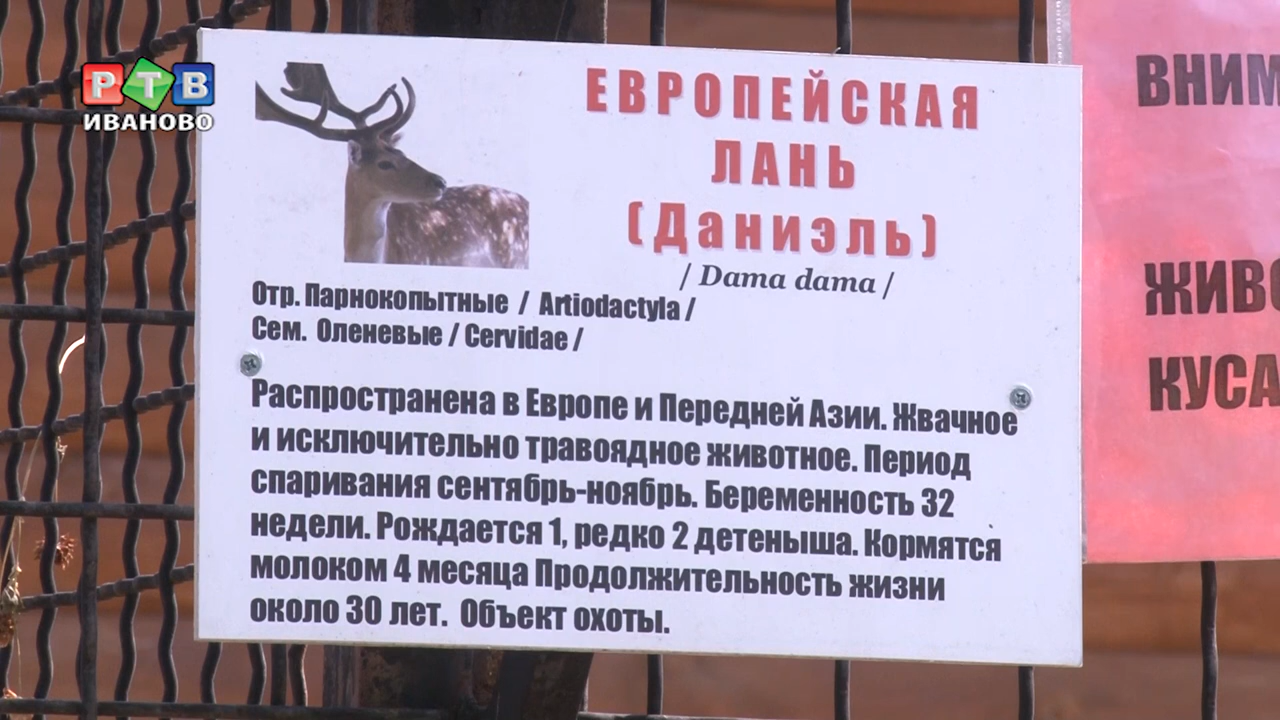 РТВ
ИВАНОВО
ЕВРОПЕЙСКАЯ
ЛАНЬ
(Даниэль)
/ Dama dama /
Отр. Парнокопытные / Artiodactyla /
Сем. Оленевые / Cervidae /
Распространена в Европе и Передней Азии. Жвачное
и исключительно травоядное животное. Период
спаривания сентябрь-ноябрь. Беременность 32
недели. Рождается 1, редко 2 детеныша. Кормятся
молоком 4 месяца Продолжительность жизни
около 30 лет. Объект охоты.
ВНИМ
ЖИВО
КУСА